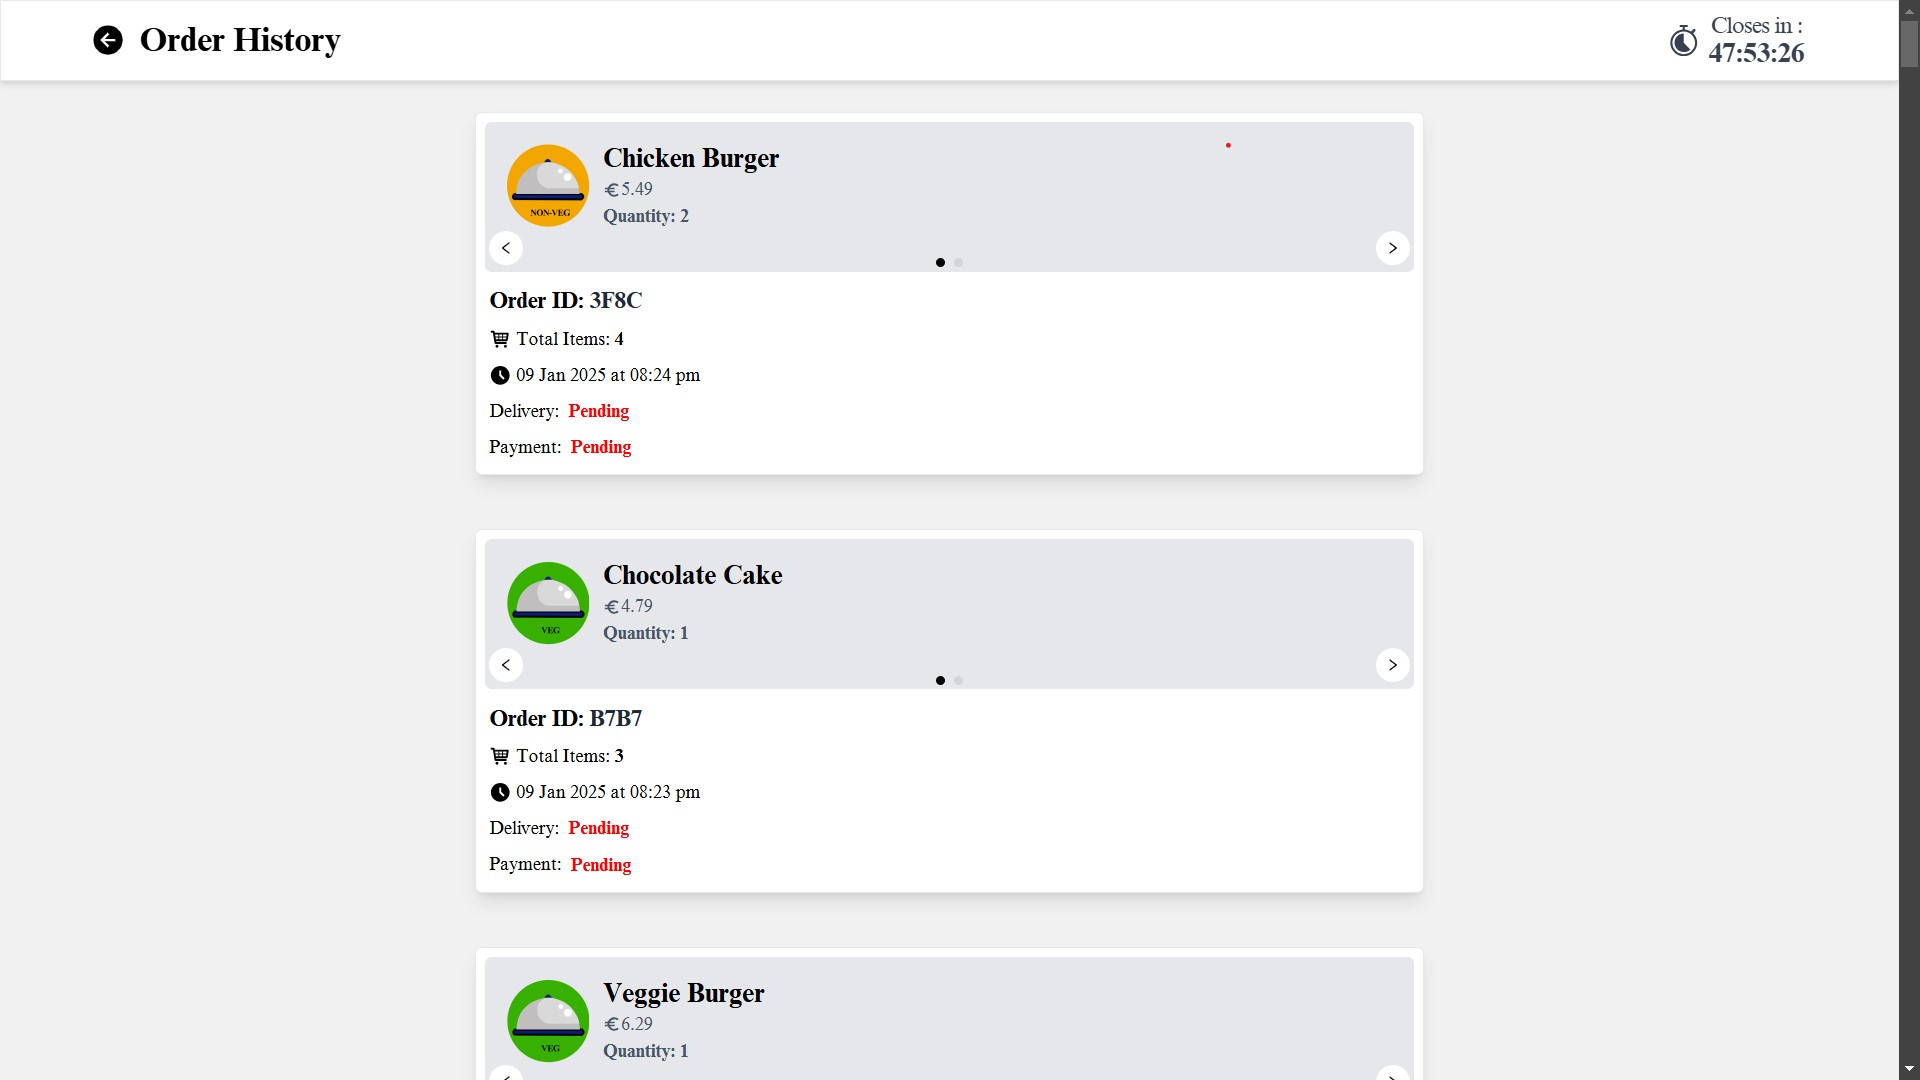 Order History
Closes in :
47:53:26
Chicken Burger
€5.49
Quantity: 2
NON-VEG
Order ID: 3F8C
Total Items: 4
09 Jan 2025 at 08:24 pm
Delivery: Pending
Payment: Pending
Chocolate Cake
€4.79
Quantity: 1
VEG
Order ID: B7B7
Total Items: 3
09 Jan 2025 at 08:23 pm
Delivery: Pending
Payment: Pending
Veggie Burger
€6.29
Quantity: 1
VEG